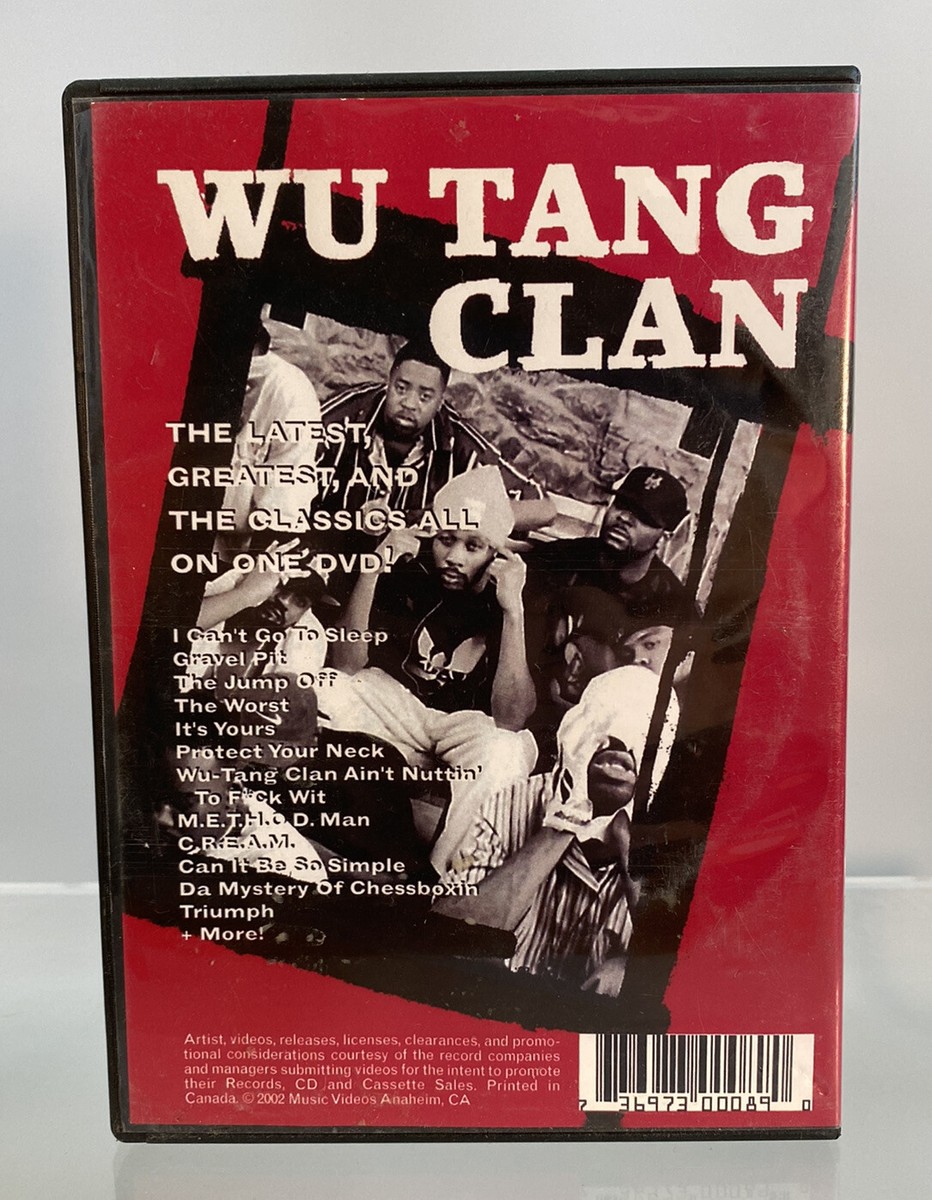 WU TANG
CLAN
THE LATEST,
GREATEST, AND
THE CLASSICS ALL
ON ONE DVD!
I Can't Go To Sleep
Gravel Pit
The Jump Off
The Worst
It's Yours
Protect Your Neck
Wu-Tang Clan Ain't Nuttin'
To F*Ck Wit
M.E.T.H.O.D. Man
C.R.E.A.M.
Can It Be So Simple
Da Mystery Of Chessboxin
Triumph
+ More!
Artist, videos, releases, licenses, clearances, and promo-
tional considerations courtesy of the record companies
and managers submitting videos for the intent to promote
their Records, CD and Cassette Sales. Printed in
Canada. © 2002 Music Videos Anaheim, CA
7 36973 00089 0